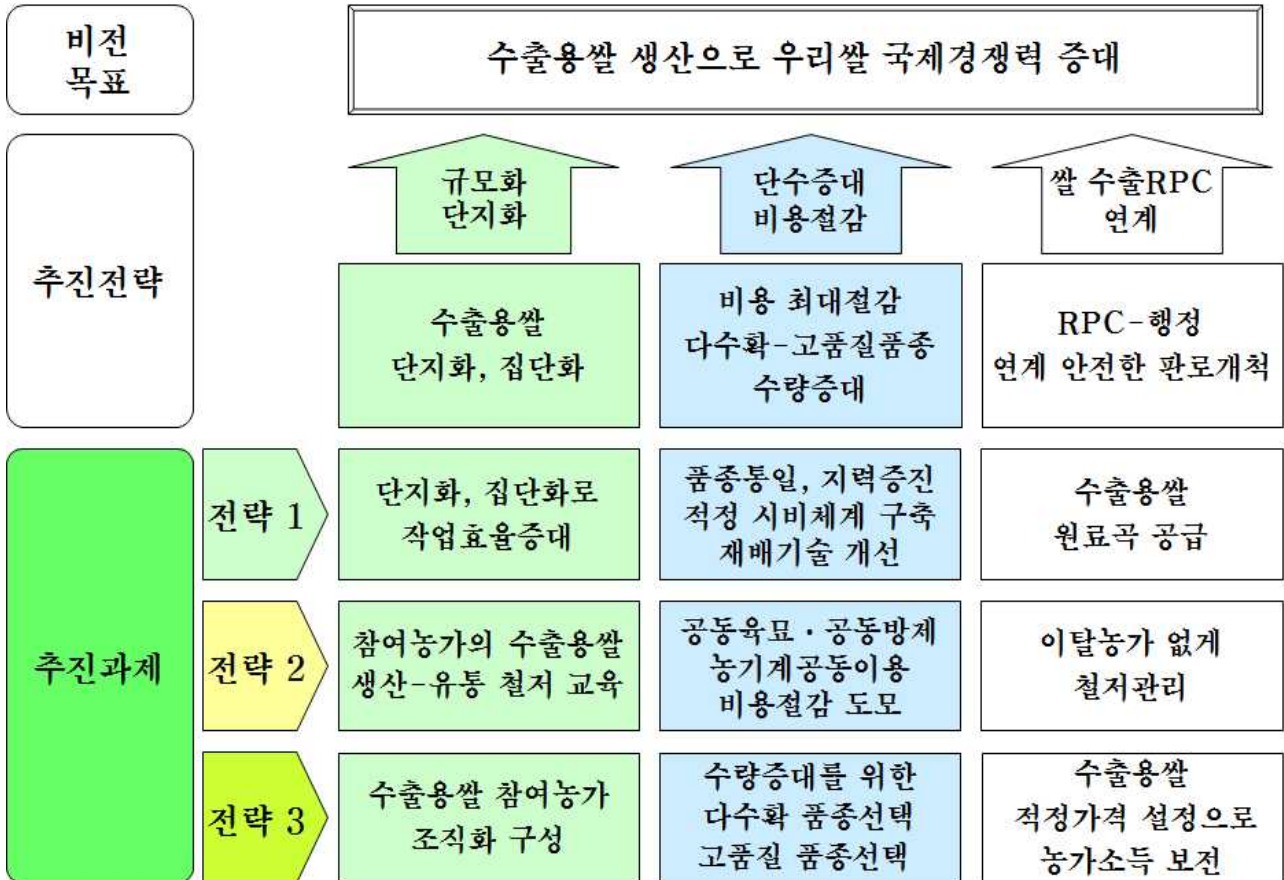 비전
목표
수출용쌀 생산으로 우리쌀 국제경쟁력 증대
추진전략
규모화
단지화
단수증대
비용절감
쌀 수출RPC
연계
수출용쌀
단지화, 집단화
비용 최대절감
다수확-고품질품종
수량증대
RPC-행정
연계 안전한 판로개척
추진과제
전략 1
단지화, 집단화로
작업효율증대
품종통일, 지력증진
적정 시비체계 구축
재배기술 개선
수출용쌀
원료곡 공급
전략 2
참여농가의 수출용쌀
생산-유통 철저 교육
공동육묘·공동방제
농기계공동이용
비용절감 도모
이탈농가 없게
철저관리
전략 3
수출용쌀 참여농가
조직화 구성
수량증대를 위한
다수확 품종선택
고품질 품종선택
수출용쌀
적정가격 설정으로
농가소득 보전